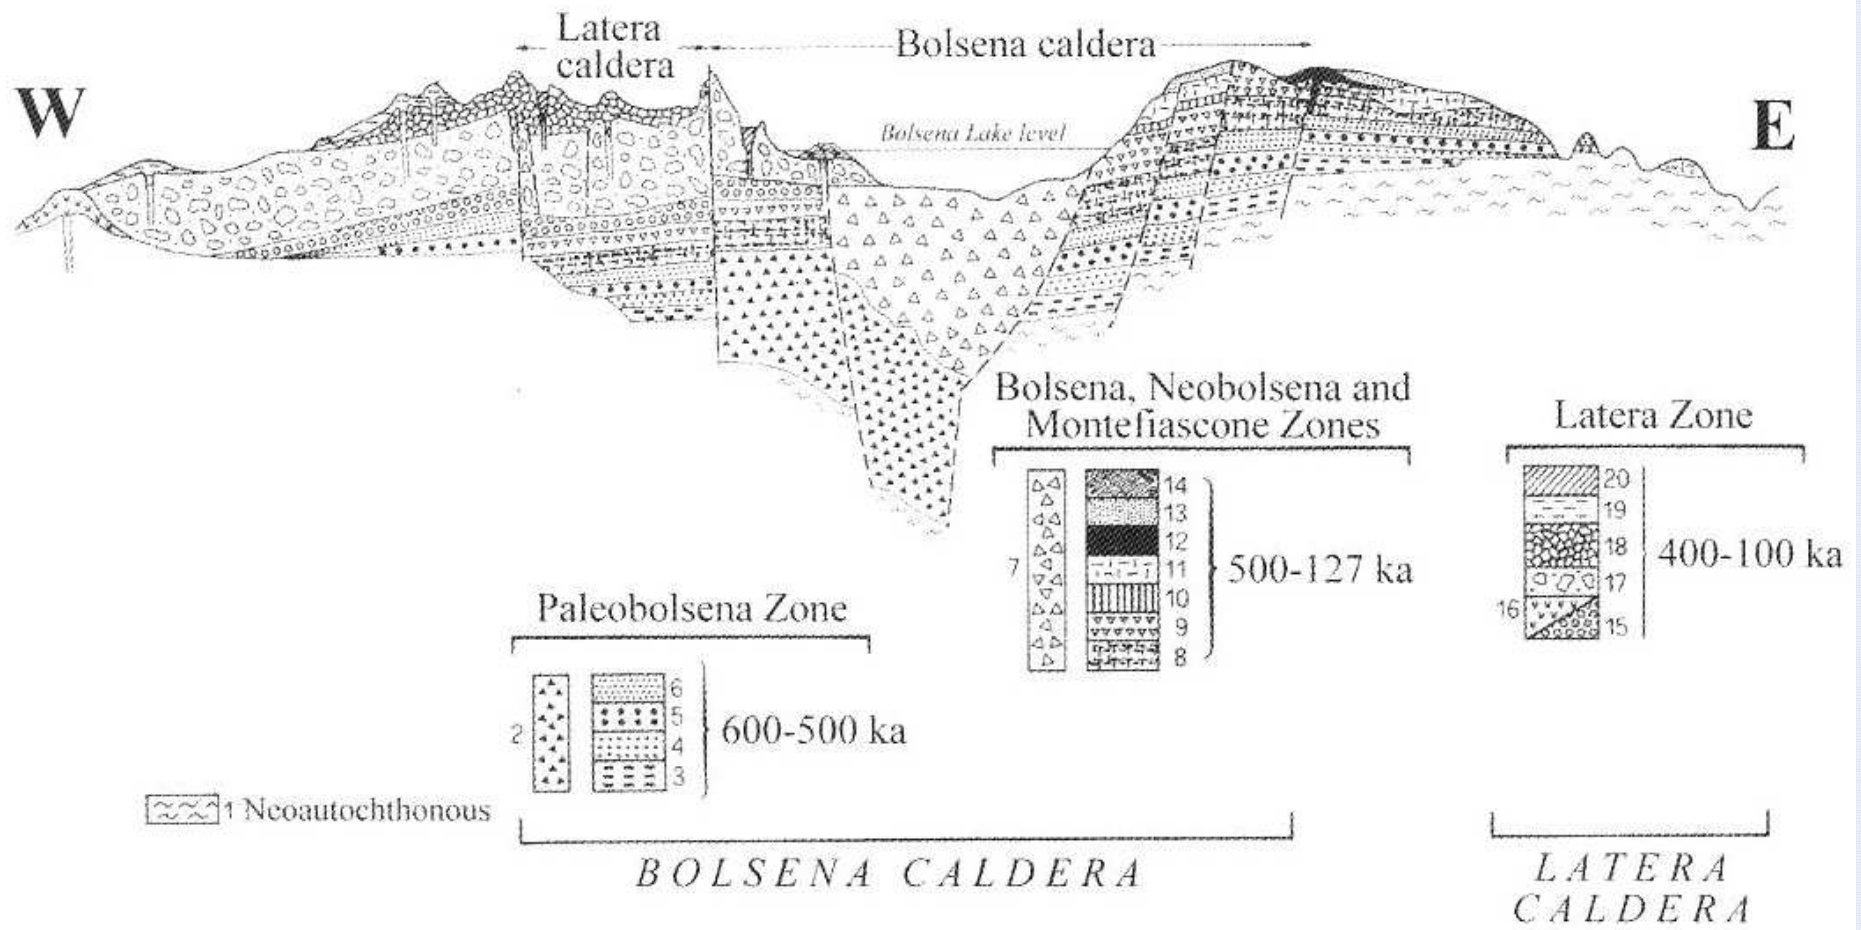 Latera
caldera
Bolsena caldera
W
E
Bolsena Lake level
Bolsena, Neobolsena and
Montefiascone Zones
7
14
13
12
11
10
9
8
500-127 ka
Latera Zone
20
19
18
17
16
15
400-100 ka
Paleobolsena Zone
2
6
5
4
3
600-500 ka
1 Neoautochthonous
BOLSENA CALDERA
LATERA
CALDERA